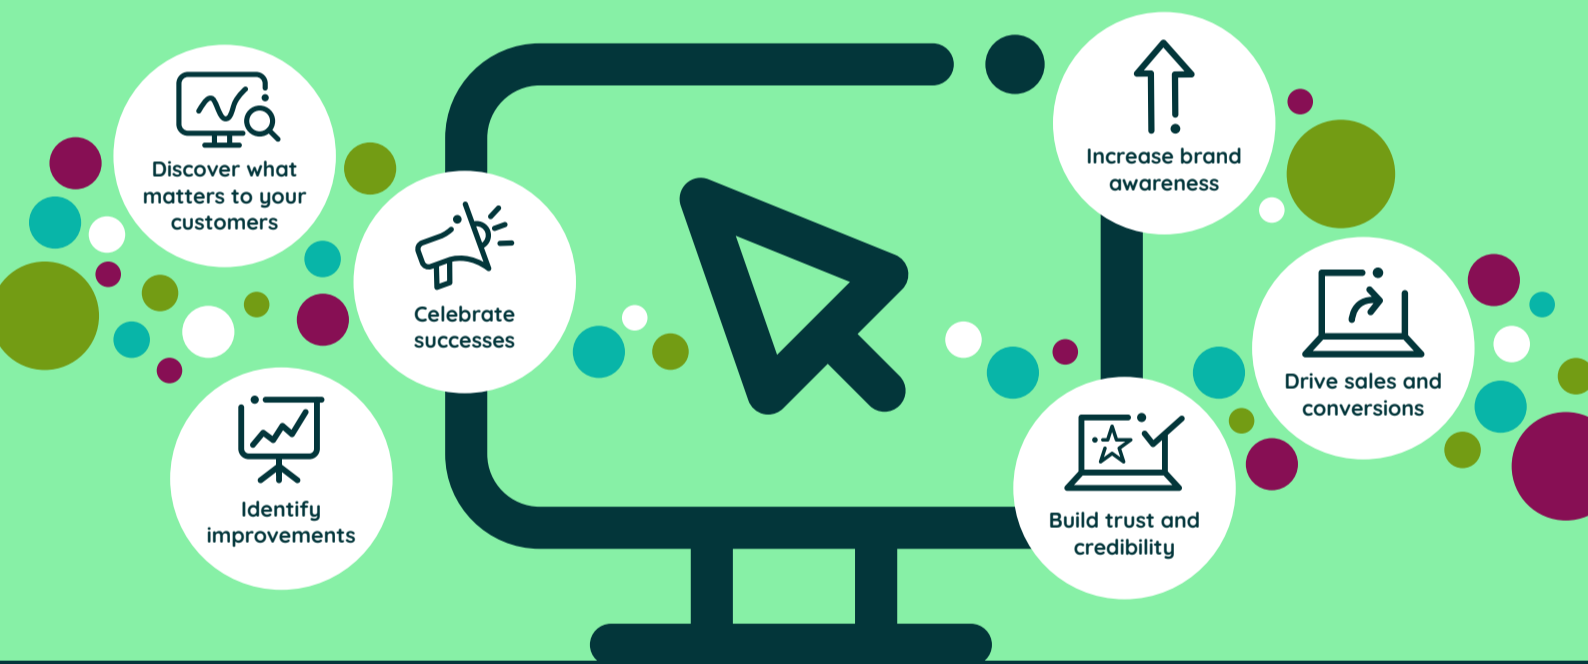 Discover what
matters to your
customers
Celebrate
successes
Identify
improvements
Increase brand
awareness
Drive sales and
conversions
Build trust and
credibility